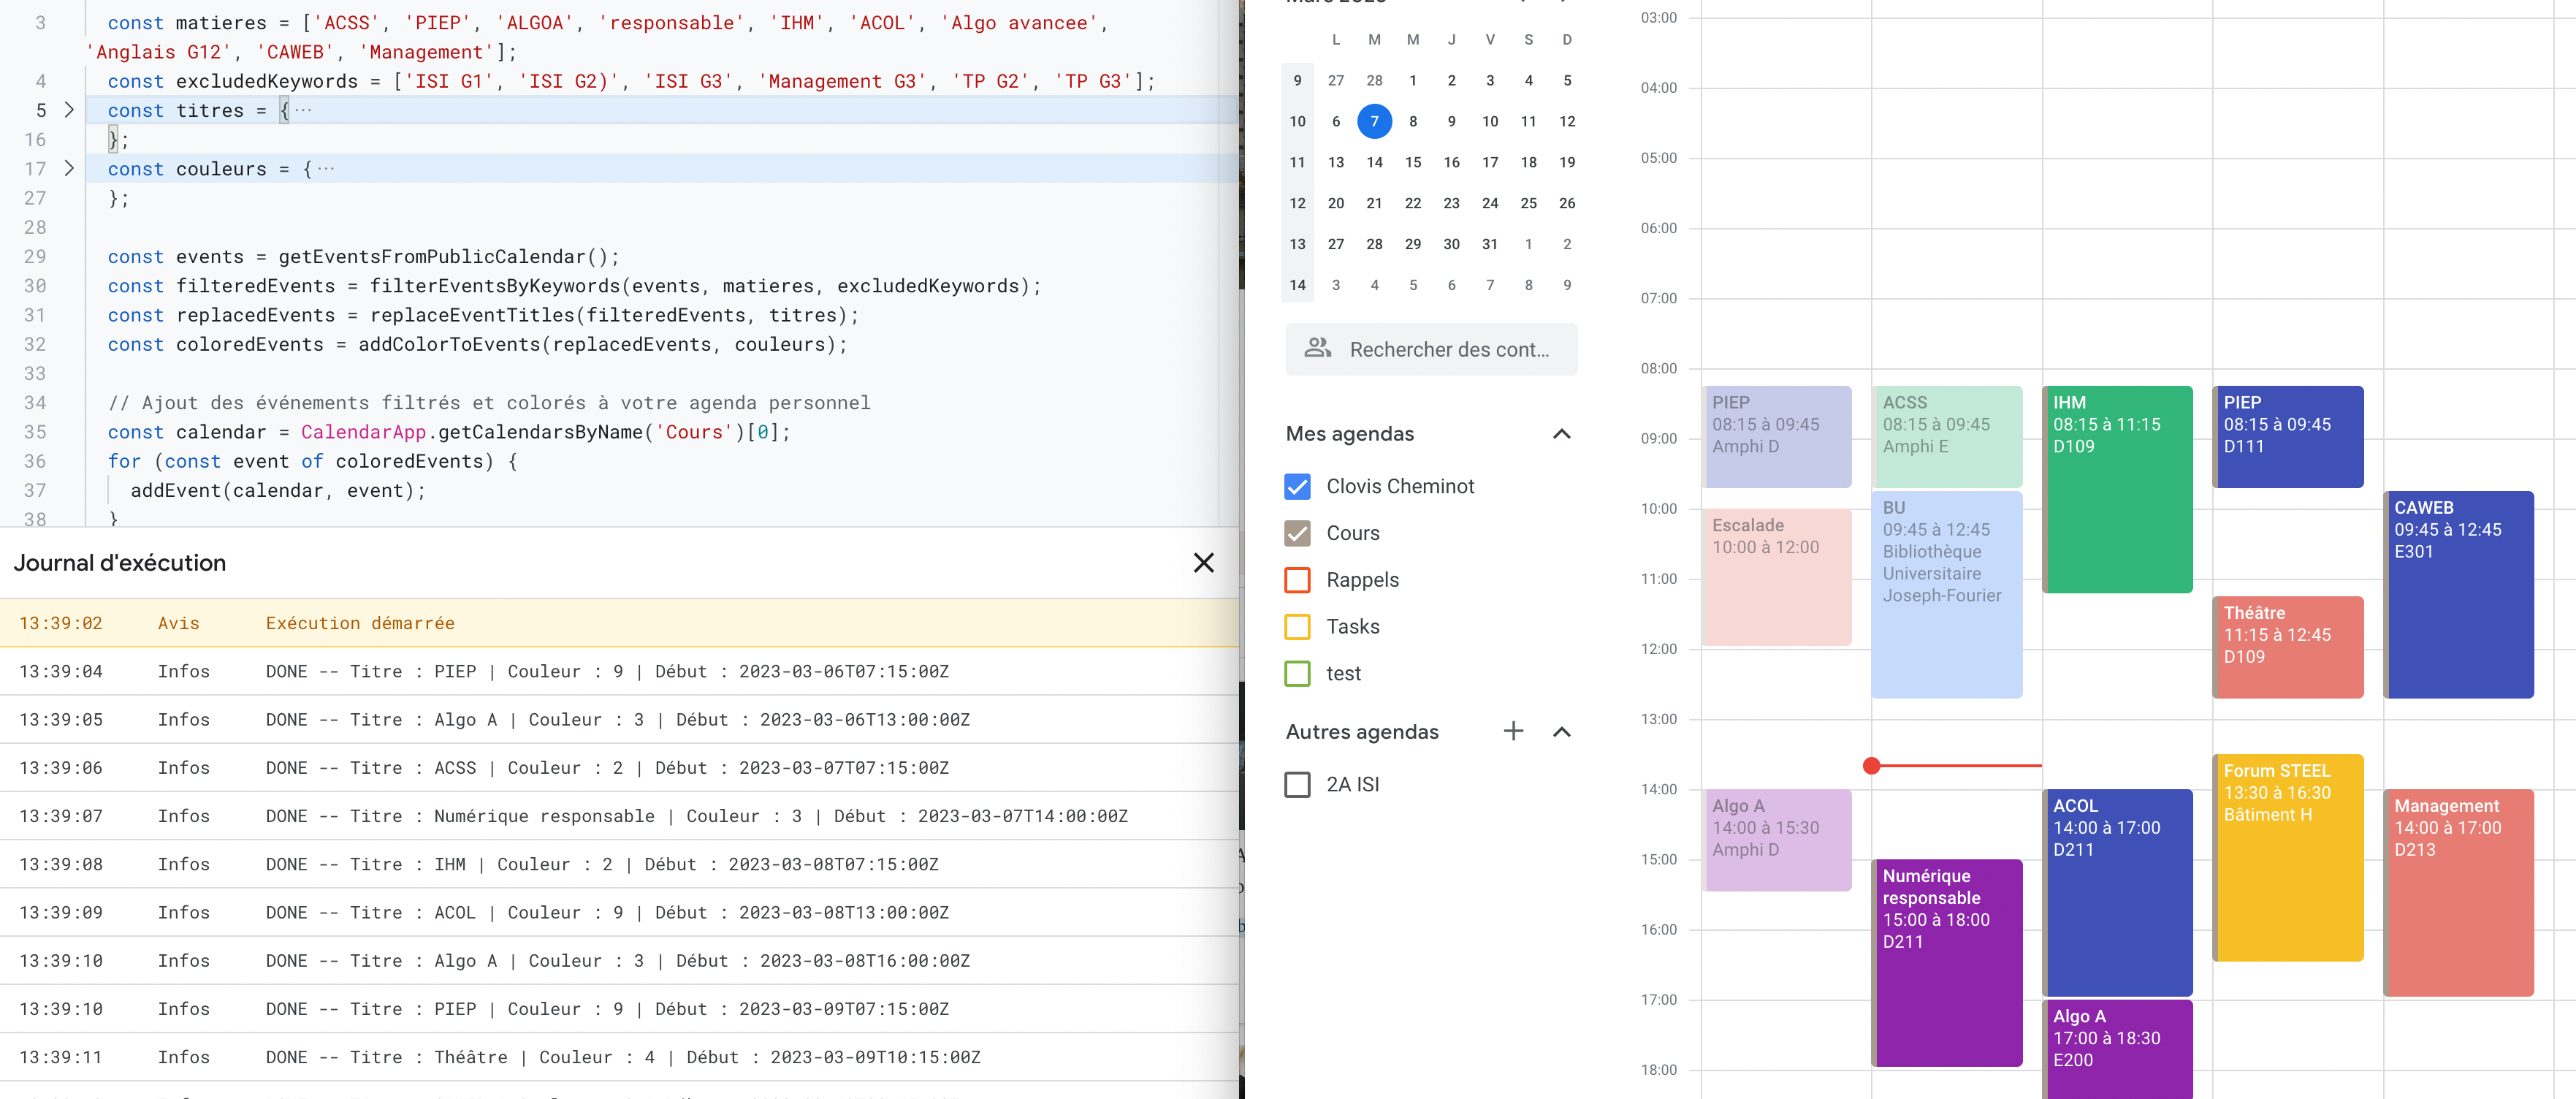 3 const matieres = ['ACSS', 'PIEP', 'ALGOA', 'responsable', 'IHM', 'ACOL', 'Algo avancee',
'Anglais G12', 'CAWEB', 'Management'];
4 const excludedKeywords = ['ISI G1', 'ISI G2)', 'ISI G3', 'Management G3', 'TP G2', 'TP G3'];
5 const titres = {···
16 };
17 const couleurs = {···
27 };
28
29 const events = getEventsFromPublicCalendar();
30 const filteredEvents = filterEventsByKeywords(events, matieres, excludedKeywords);
31 const replacedEvents = replaceEventTitles(filteredEvents, titres);
32 const coloredEvents = addColorToEvents(replacedEvents, couleurs);
33
34 // Ajout des événements filtrés et colorés à votre agenda personnel
35 const calendar = CalendarApp.getCalendarsByName('Cours')[0];
36 for (const event of coloredEvents) {
37 addEvent(calendar, event);
38 }
Journal d'exécution
13:39:02 Avis Exécution démarrée
13:39:04 Infos DONE -- Titre : PIEP | Couleur : 9 | Début : 2023-03-06T07:15:00Z
13:39:05 Infos DONE -- Titre : Algo A | Couleur : 3 | Début : 2023-03-06T13:00:00Z
13:39:06 Infos DONE -- Titre : ACSS | Couleur : 2 | Début : 2023-03-07T07:15:00Z
13:39:07 Infos DONE -- Titre : Numérique responsable | Couleur : 3 | Début : 2023-03-07T14:00:00Z
13:39:08 Infos DONE -- Titre : IHM | Couleur : 2 | Début : 2023-03-08T07:15:00Z
13:39:09 Infos DONE -- Titre : ACOL | Couleur : 9 | Début : 2023-03-08T13:00:00Z
13:39:10 Infos DONE -- Titre : Algo A | Couleur : 3 | Début : 2023-03-08T16:00:00Z
13:39:10 Infos DONE -- Titre : PIEP | Couleur : 9 | Début : 2023-03-09T07:15:00Z
13:39:11 Infos DONE -- Titre : Théâtre | Couleur : 4 | Début : 2023-03-09T10:15:00Z
Mars 2023
L M M J V S D
9 27 28 1 2 3 4 5
10 6 7 8 9 10 11 12
11 13 14 15 16 17 18 19
12 20 21 22 23 24 25 26
13 27 28 29 30 31 1 2
14 3 4 5 6 7 8 9
Rechercher des cont...
Mes agendas
Clovis Cheminot
Cours
Rappels
Tasks
test
Autres agendas
2A ISI
03:00
04:00
05:00
06:00
07:00
08:00
09:00
10:00
11:00
12:00
13:00
14:00
15:00
16:00
17:00
18:00
PIEP
08:15 à 09:45
Amphi D
Escalade
10:00 à 12:00
Algo A
14:00 à 15:30
Amphi D
ACSS
08:15 à 09:45
Amphi E
BU
09:45 à 12:45
Bibliothèque
Universitaire
Joseph-Fourier
Numérique
responsable
15:00 à 18:00
D211
IHM
08:15 à 11:15
D109
ACOL
14:00 à 17:00
D211
Algo A
17:00 à 18:30
E200
PIEP
08:15 à 09:45
D111
Théâtre
11:15 à 12:45
D109
Forum STEEL
13:30 à 16:30
Bâtiment H
CAWEB
09:45 à 12:45
E301
Management
14:00 à 17:00
D213